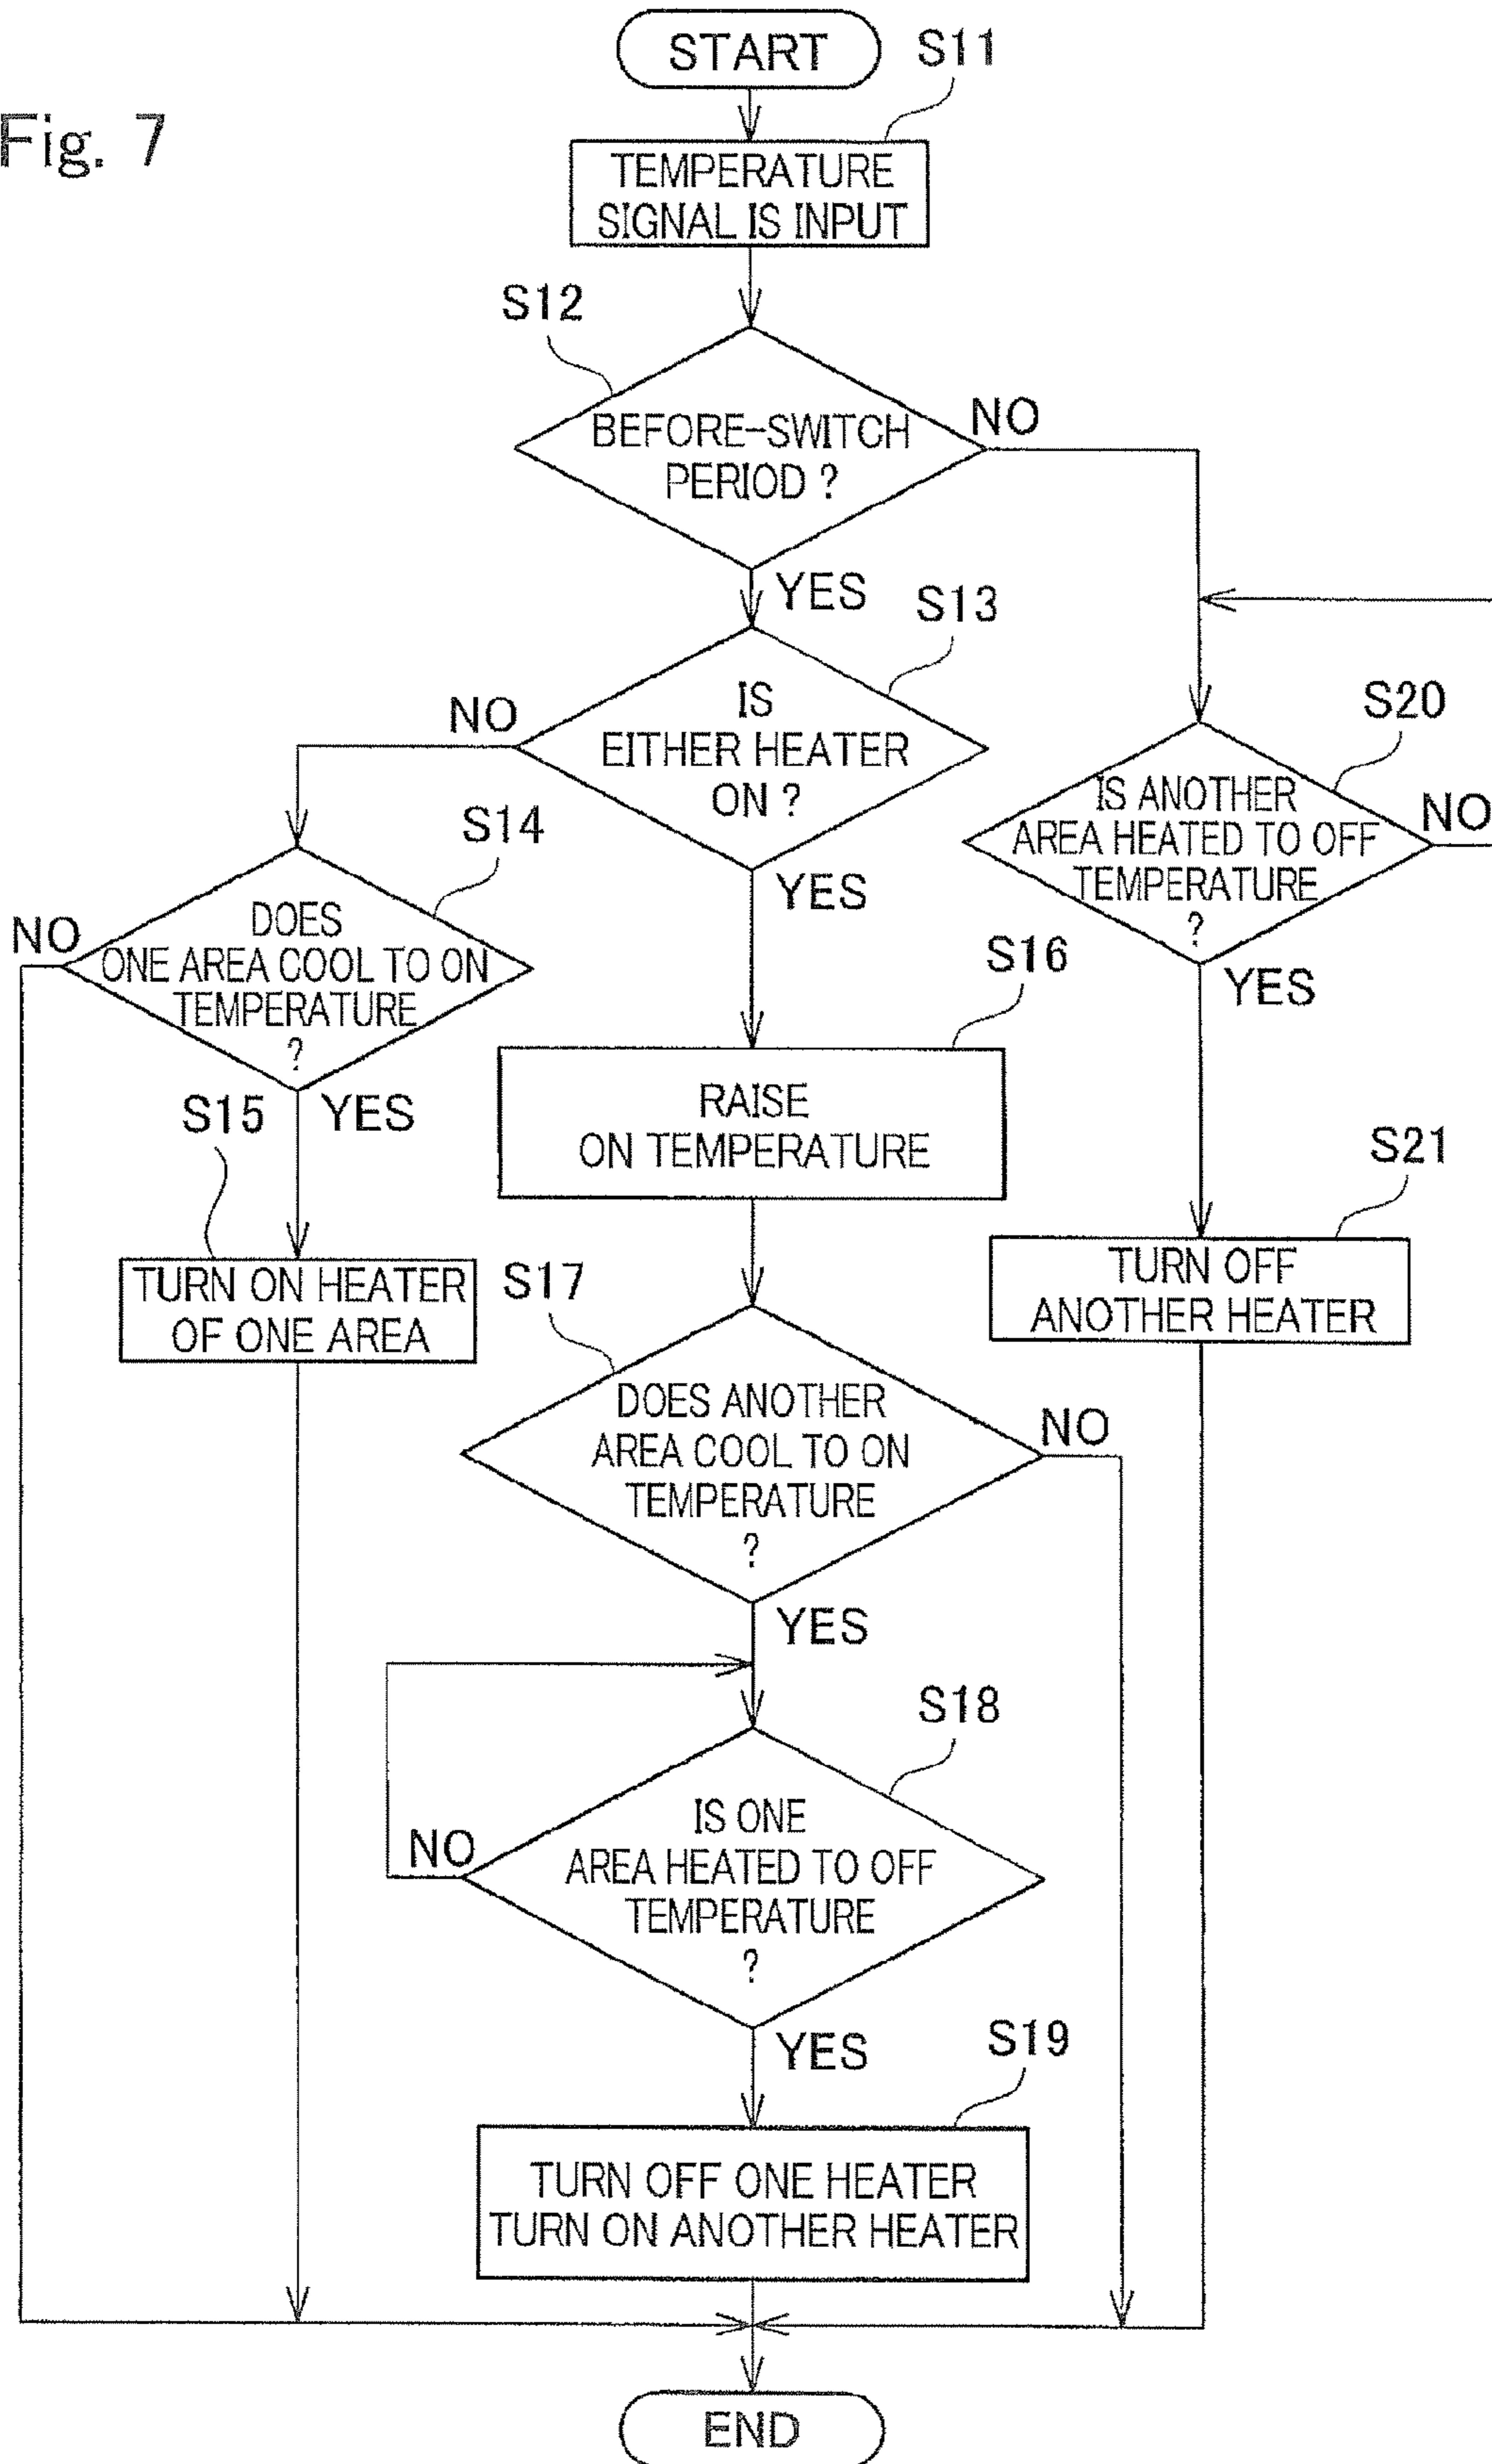 Fig. 7
START
S11
TEMPERATURE
SIGNAL IS INPUT
S12
BEFORE-SWITCH
PERIOD ?
NO
YES
S13
IS
EITHER HEATER
ON ?
NO
YES
S14
DOES
ONE AREA COOL TO ON
TEMPERATURE
?
NO
YES
S15
TURN ON HEATER
OF ONE AREA
S16
RAISE
ON TEMPERATURE
S17
DOES ANOTHER
AREA COOL TO ON
TEMPERATURE
?
NO
YES
S18
IS ONE
AREA HEATED TO OFF
TEMPERATURE
?
NO
YES
S19
TURN OFF ONE HEATER
TURN ON ANOTHER HEATER
S20
IS ANOTHER
AREA HEATED TO OFF
TEMPERATURE
?
NO
YES
S21
TURN OFF
ANOTHER HEATER
END